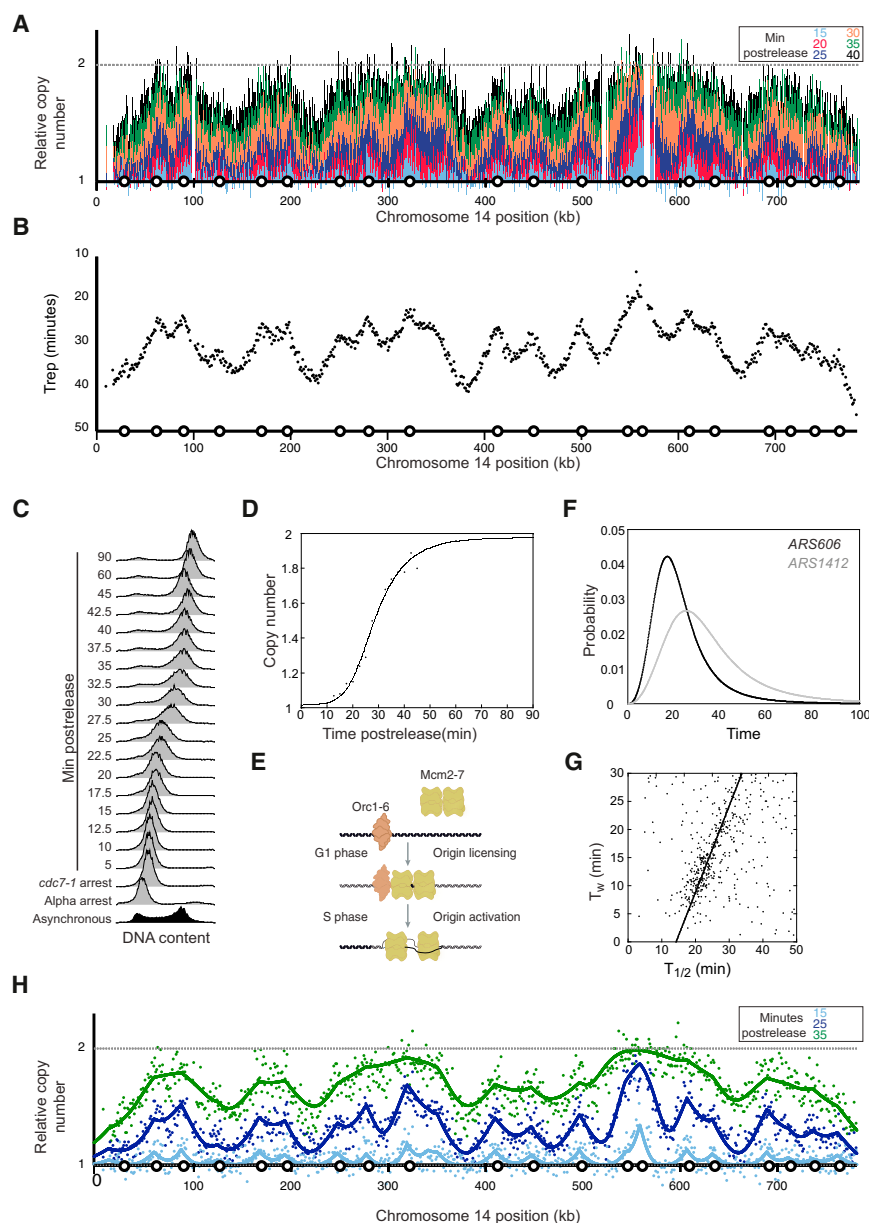 A
Min postrelease
15 30
20 35
25 40
2
1
Relative copy number
0 100 200 300 400 500 600 700
Chromosome 14 position (kb)
B
10
20
30
40
50
Trep (minutes)
0 100 200 300 400 500 600 700
Chromosome 14 position (kb)
C
Min postrelease
90
60
45
42.5
40
37.5
35
32.5
30
27.5
25
22.5
20
17.5
15
12.5
10
5
cdc7-1 arrest
Alpha arrest
Asynchronous
DNA content
D
Copy number
2
1.8
1.6
1.4
1.2
1
0 10 20 30 40 50 60 70 80 90
Time postrelease(min)
E
Mcm2-7
Orc1-6
G1 phase Origin licensing
S phase Origin activation
F
0.05
0.04
0.03
0.02
0.01
0
Probability
ARS606
ARS1412
0 20 40 60 80 100
Time
G
30
25
20
15
10
5
0
Tw (min)
0 10 20 30 40 50
T1/2 (min)
H
Minutes postrelease
15
25
35
2
1
Relative copy number
0 100 200 300 400 500 600 700
Chromosome 14 position (kb)